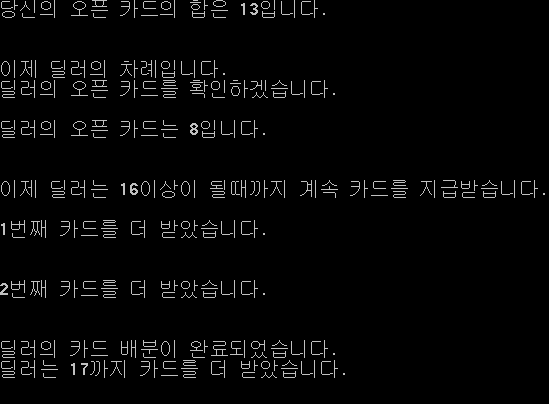 당신의 오픈 카드의 합은 13입니다.
이제 딜러의 차례입니다.
딜러의 오픈 카드를 확인하겠습니다.
딜러의 오픈 카드는 8입니다.
이제 딜러는 16이상이 될때까지 계속 카드를 지급받습니다.
1번째 카드를 더 받았습니다.
2번째 카드를 더 받았습니다.
딜러의 카드 배분이 완료되었습니다.
딜러는 17까지 카드를 더 받았습니다.